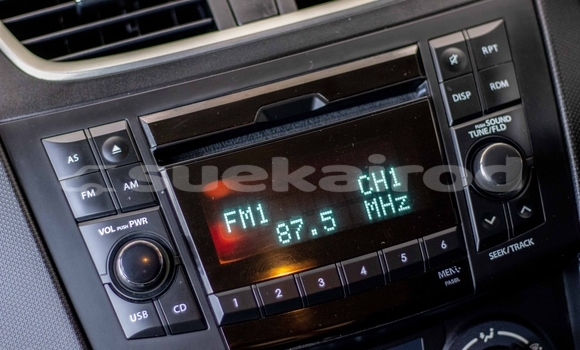 RPT
DISP
RDM
AS
FM
AM
PUSH SOUND
TUNE/FLD
VOL PUSH PWR
CH1
FM1
87.5 MHz
suekairod
1 2 3 4 5 6
MENU
SEEK/TRACK
USB
CD